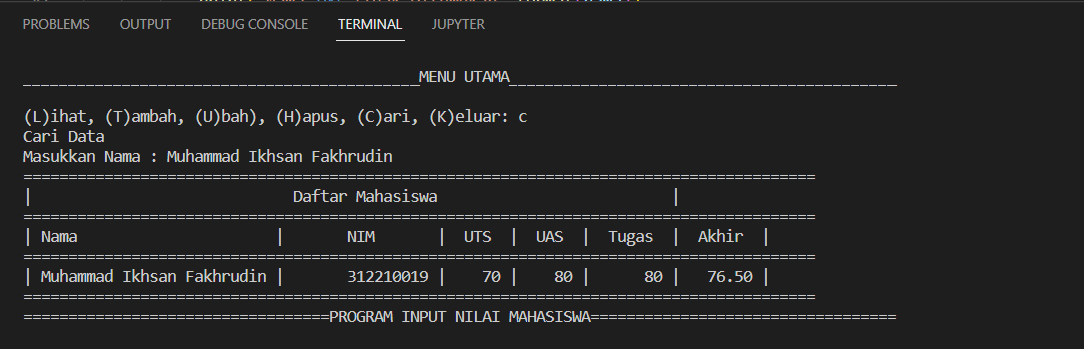 PROBLEMS OUTPUT DEBUG CONSOLE TERMINAL JUPYTER
____________________________________________MENU UTAMA___________________________________________
(L)ihat, (T)ambah, (U)bah), (H)apus, (C)ari, (K)eluar: c
Cari Data
Masukkan Nama : Muhammad Ikhsan Fakhrudin
========================================================================================
|                             Daftar Mahasiswa                          |
========================================================================================
| Nama                      |       NIM       |  UTS  |  UAS  |  Tugas  |  Akhir  |
========================================================================================
| Muhammad Ikhsan Fakhrudin |       312210019 |    70 |    80 |      80 |   76.50 |
========================================================================================
==================================PROGRAM INPUT NILAI MAHASISWA==================================